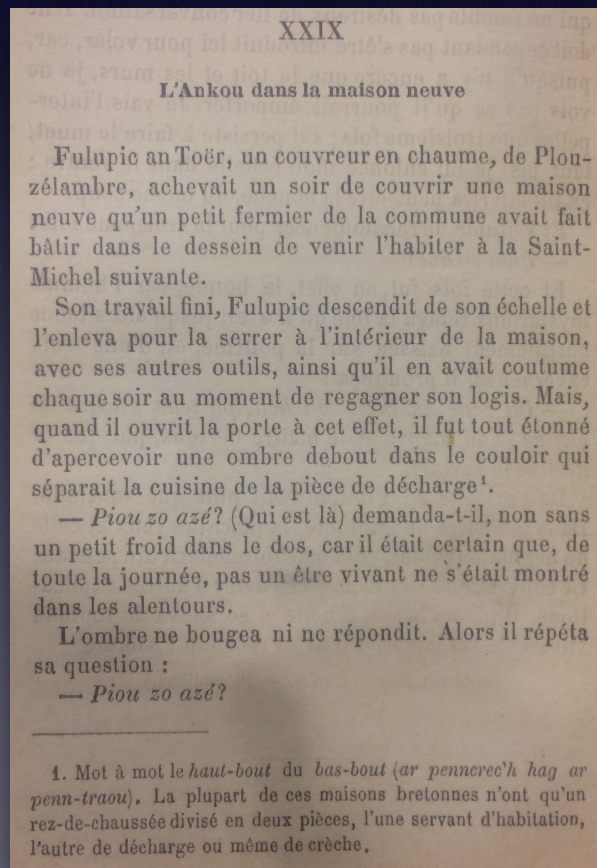 XXIX
L'Ankou dans la maison neuve
Fulupic an Toër, un couvreur en chaume, de Plou-
zélambre, achevait un soir de couvrir une maison
neuve qu'un petit fermier de la commune avait fait
bâtir dans le dessein de venir l'habiter à la Saint-
Michel suivante.
Son travail fini, Fulupic descendit de son échelle et
l'enleva pour la serrer à l'intérieur de la maison,
avec ses autres outils, ainsi qu'il en avait coutume
chaque soir au moment de regagner son logis. Mais,
quand il ouvrit la porte à cet effet, il fut tout étonné
d'apercevoir une ombre debout dans le couloir qui
séparait la cuisine de la pièce de décharge¹.
— Piou zo azé? (Qui est là) demanda-t-il, non sans
un petit froid dans le dos, car il était certain que, de
toute la journée, pas un être vivant ne s'était montré
dans les alentours.
L'ombre ne bougea ni ne répondit. Alors il répéta
sa question :
— Piou zo azé?
1. Mot à mot le haut-bout du bas-bout (ar penncrec'h hag ar
penn-traou). La plupart de ces maisons bretonnes n'ont qu'un
rez-de-chaussée divisé en deux pièces, l'une servant d'habitation,
l'autre de décharge ou même de crèche.